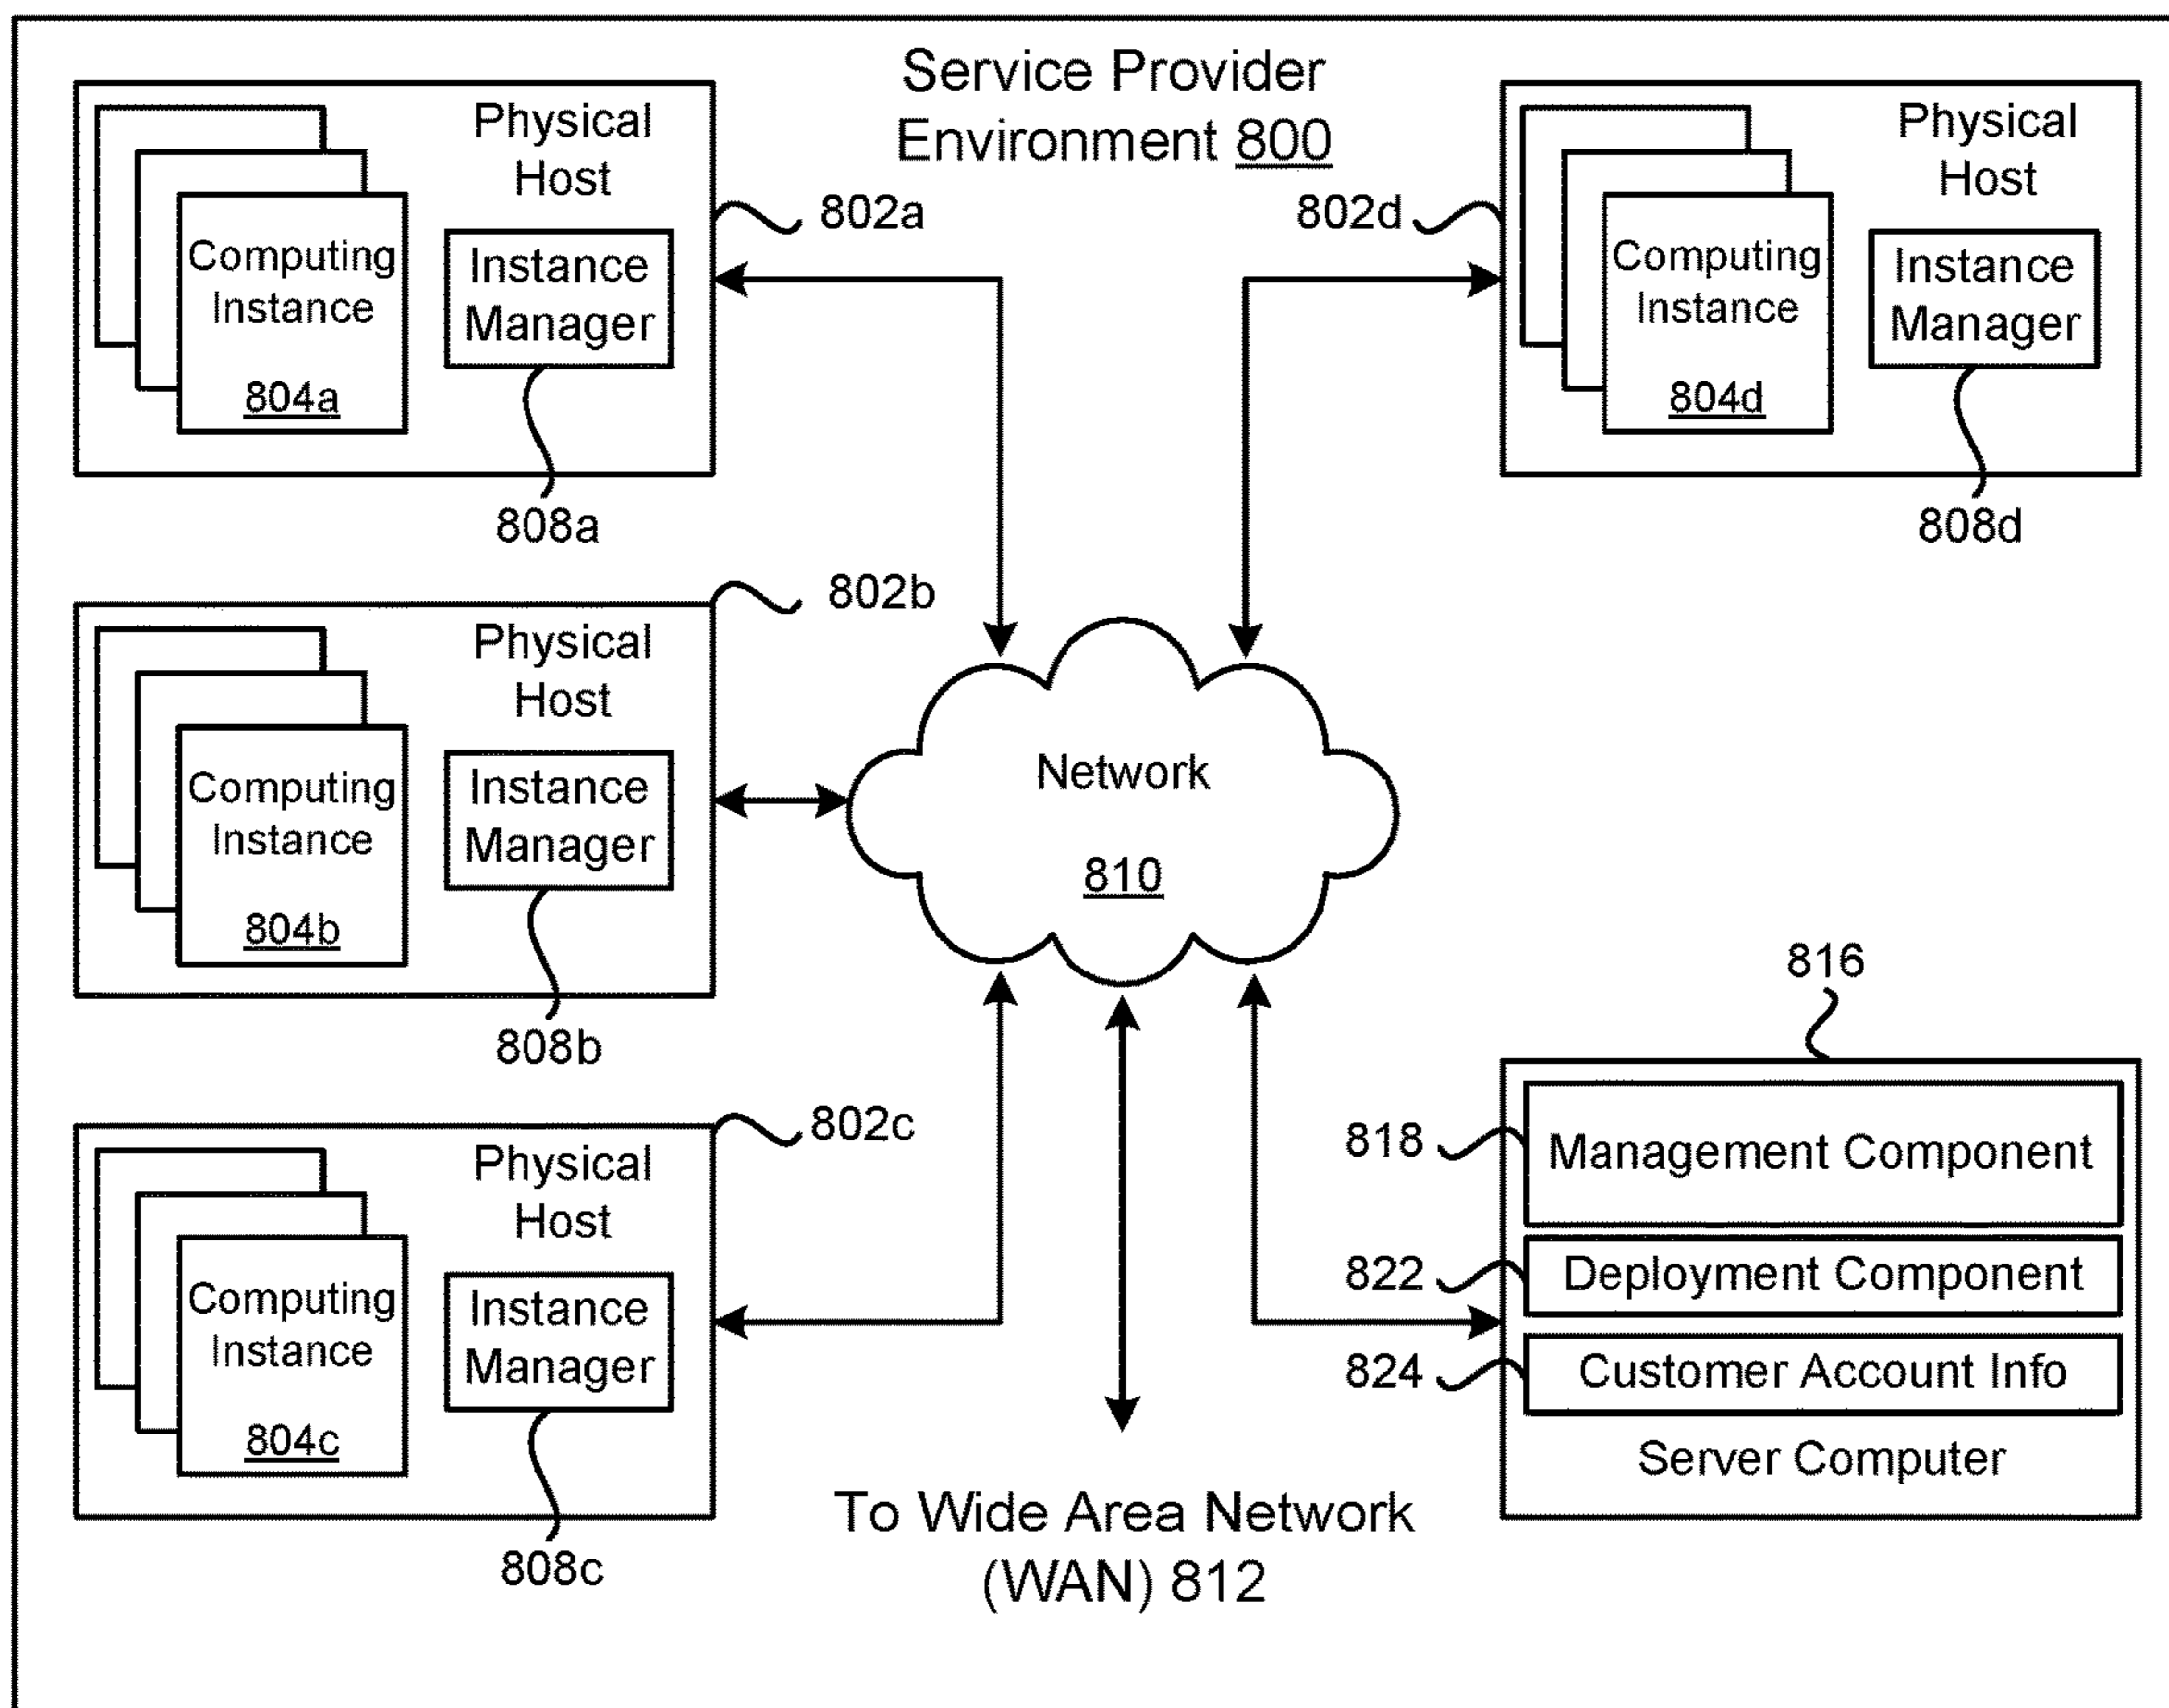 Service Provider
Environment 800
Physical
Host
Computing
Instance
804a
Instance
Manager
802a
808a
Physical
Host
Computing
Instance
804d
Instance
Manager
802d
808d
Physical
Host
Computing
Instance
804b
Instance
Manager
802b
808b
Network
810
Physical
Host
Computing
Instance
804c
Instance
Manager
802c
808c
816
818
Management Component
822
Deployment Component
824
Customer Account Info
Server Computer
To Wide Area Network
(WAN) 812